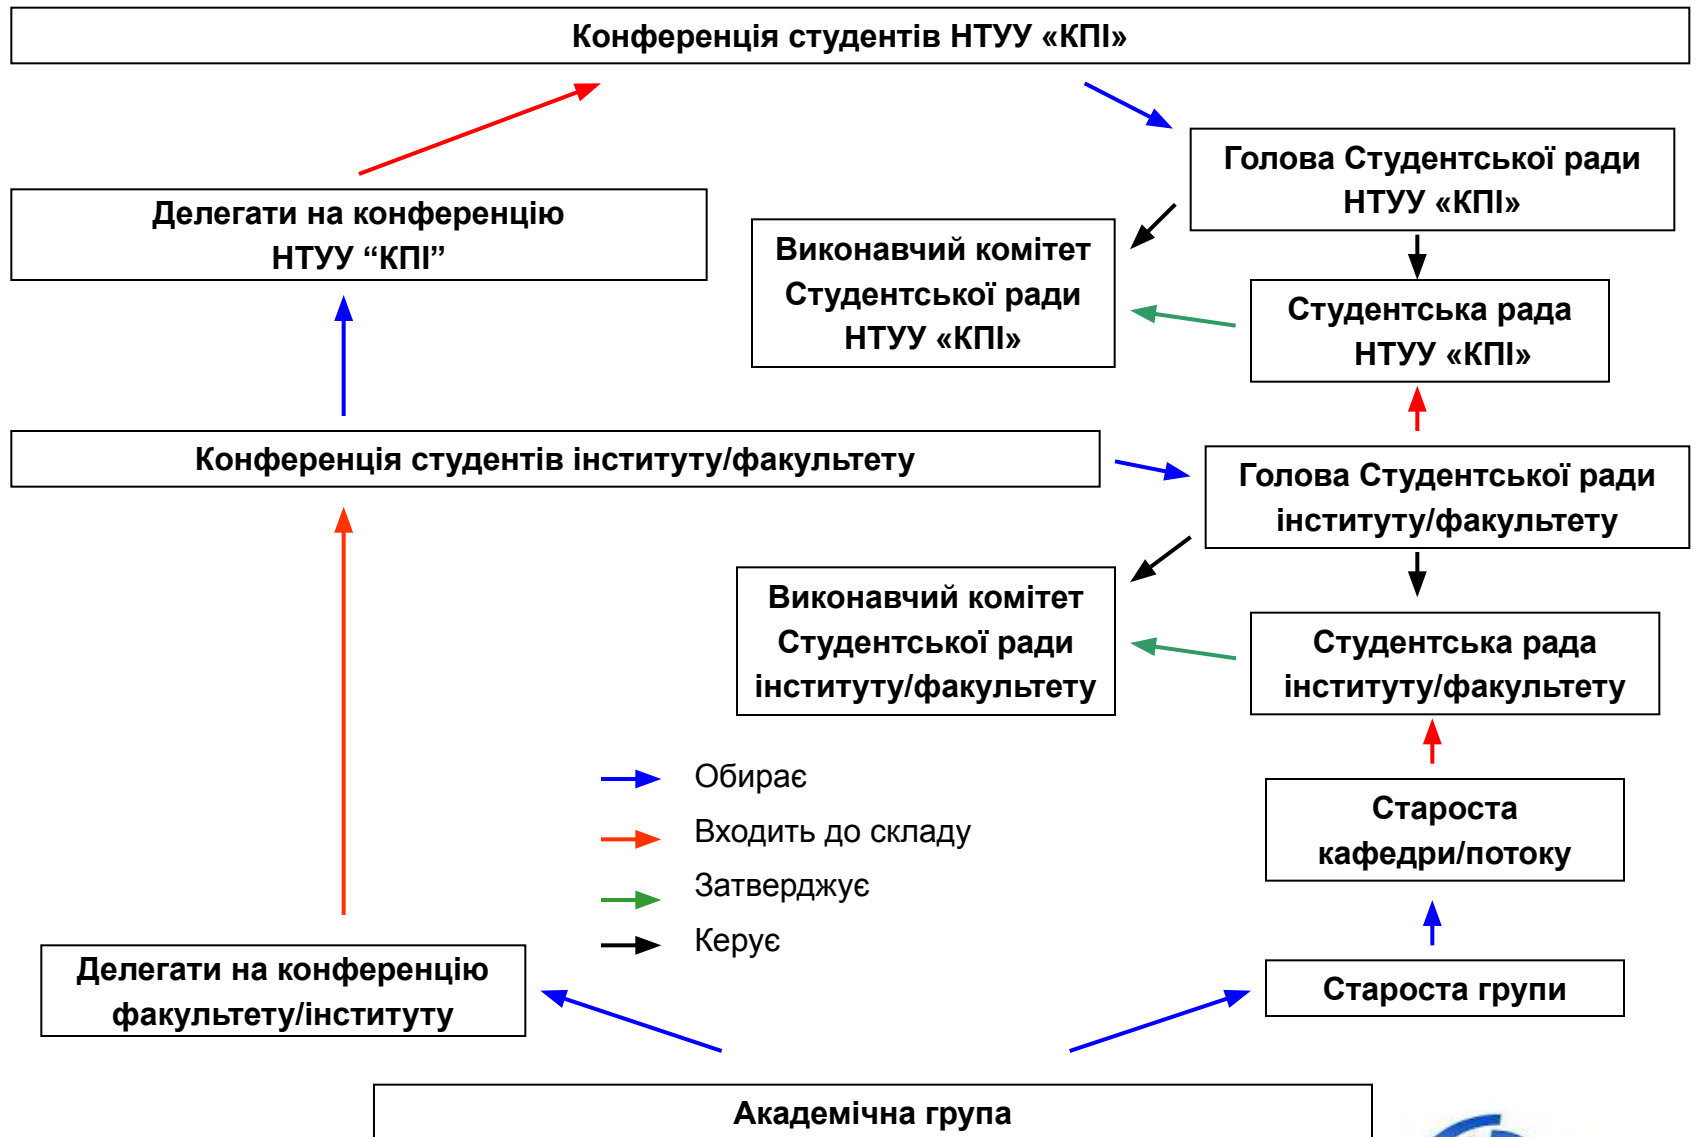 Конференція студентів НТУУ «КПІ»
Голова Студентської ради
НТУУ «КПІ»
Делегати на конференцію
НТУУ “КПІ”
Виконавчий комітет
Студентської ради
НТУУ «КПІ»
Студентська рада
НТУУ «КПІ»
Конференція студентів інституту/факультету
Голова Студентської ради
інституту/факультету
Виконавчий комітет
Студентської ради
інституту/факультету
Студентська рада
інституту/факультету
Обирає
Входить до складу
Затверджує
Керує
Староста
кафедри/потоку
Делегати на конференцію
факультету/інституту
Староста групи
Академічна група